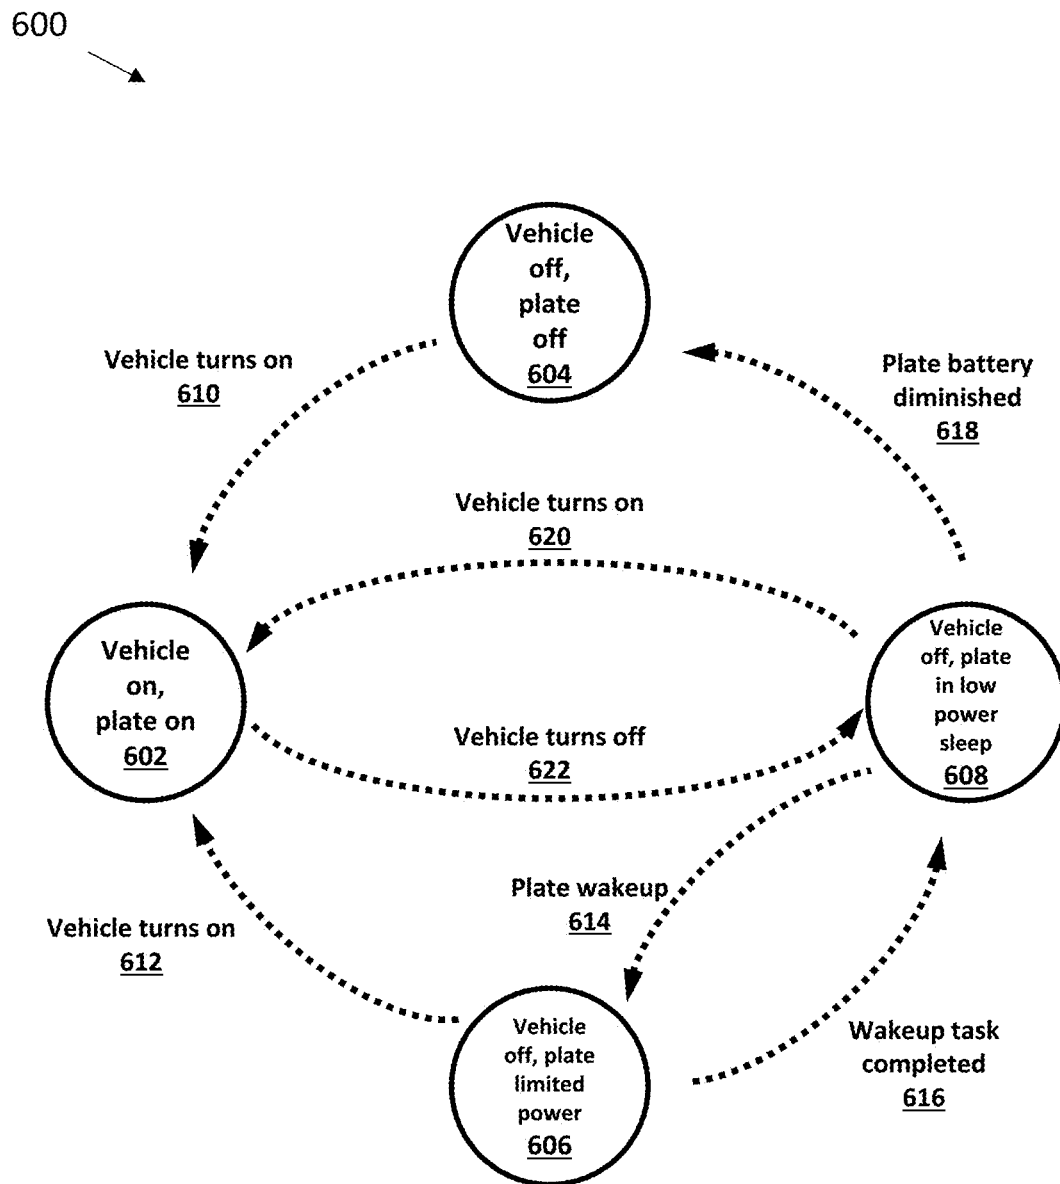 600
Vehicle
off,
plate
off
604
Vehicle turns on
610
Plate battery
diminished
618
Vehicle turns on
620
Vehicle
on,
plate on
602
Vehicle
off, plate
in low
power
sleep
608
Vehicle turns off
622
Plate wakeup
614
Vehicle turns on
612
Vehicle
off, plate
limited
power
606
Wakeup task
completed
616